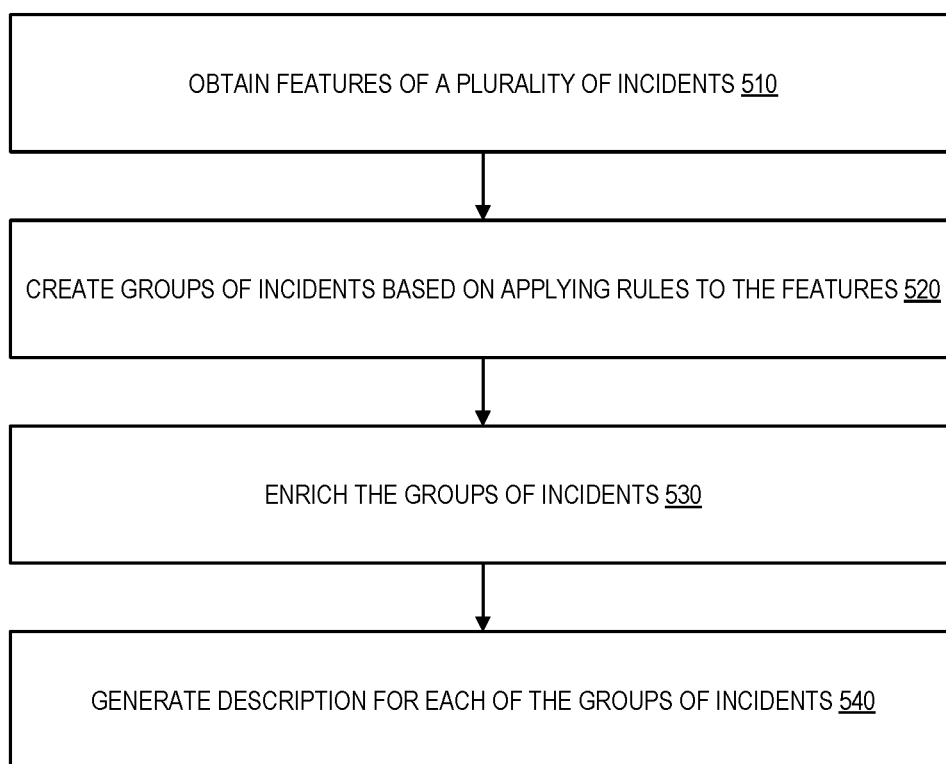 OBTAIN FEATURES OF A PLURALITY OF INCIDENTS 510
CREATE GROUPS OF INCIDENTS BASED ON APPLYING RULES TO THE FEATURES 520
ENRICH THE GROUPS OF INCIDENTS 530
GENERATE DESCRIPTION FOR EACH OF THE GROUPS OF INCIDENTS 540